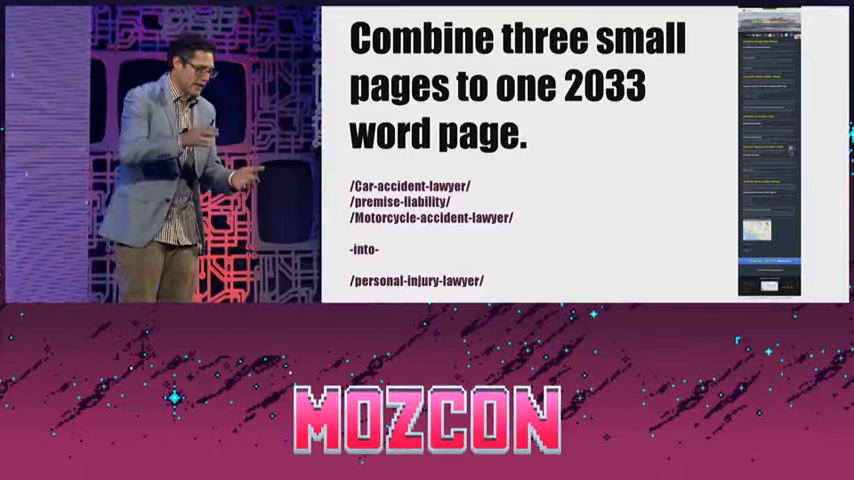 Combine three small
pages to one 2033
word page.
/Car-accident-lawyer/
/premise-liability/
/Motorcycle-accident-lawyer/
-into-
/personal-injury-lawyer/
MOZCON